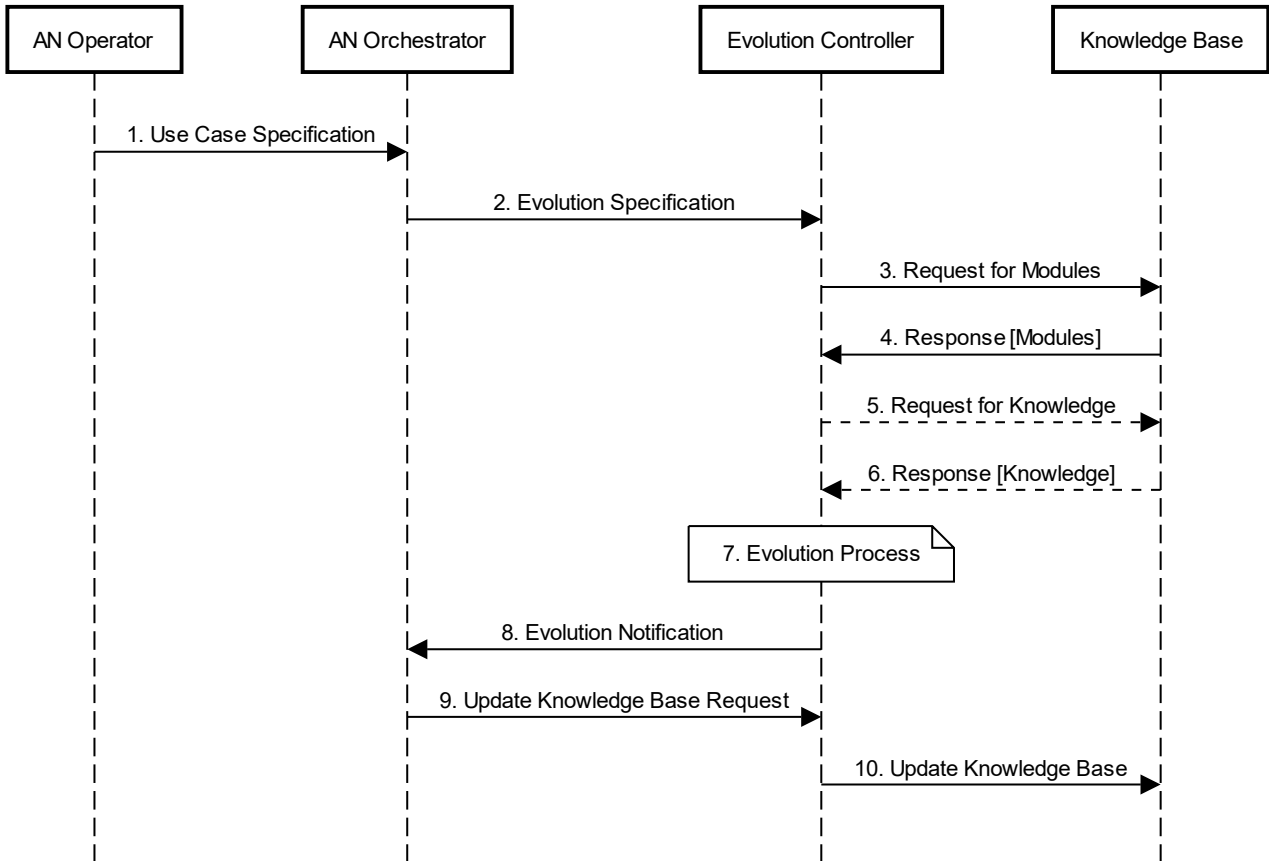 AN Operator
AN Orchestrator
Evolution Controller
Knowledge Base
1. Use Case Specification
2. Evolution Specification
3. Request for Modules
4. Response [Modules]
5. Request for Knowledge
6. Response [Knowledge]
7. Evolution Process
8. Evolution Notification
9. Update Knowledge Base Request
10. Update Knowledge Base